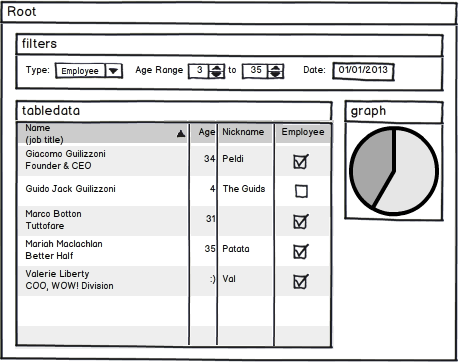 Root
filters
Type: Employee Age Range 3 to 35 Date: 01/01/2013
tabledata
graph
Name
(job title)
Age Nickname Employee
Giacomo Guilizzoni
Founder & CEO
34 Peldi
Guido Jack Guilizzoni 4 The Guids
Marco Botton
Tuttofare
31
Mariah Maclachlan
Better Half
35 Patata
Valerie Liberty
COO, WOW! Division
:) Val